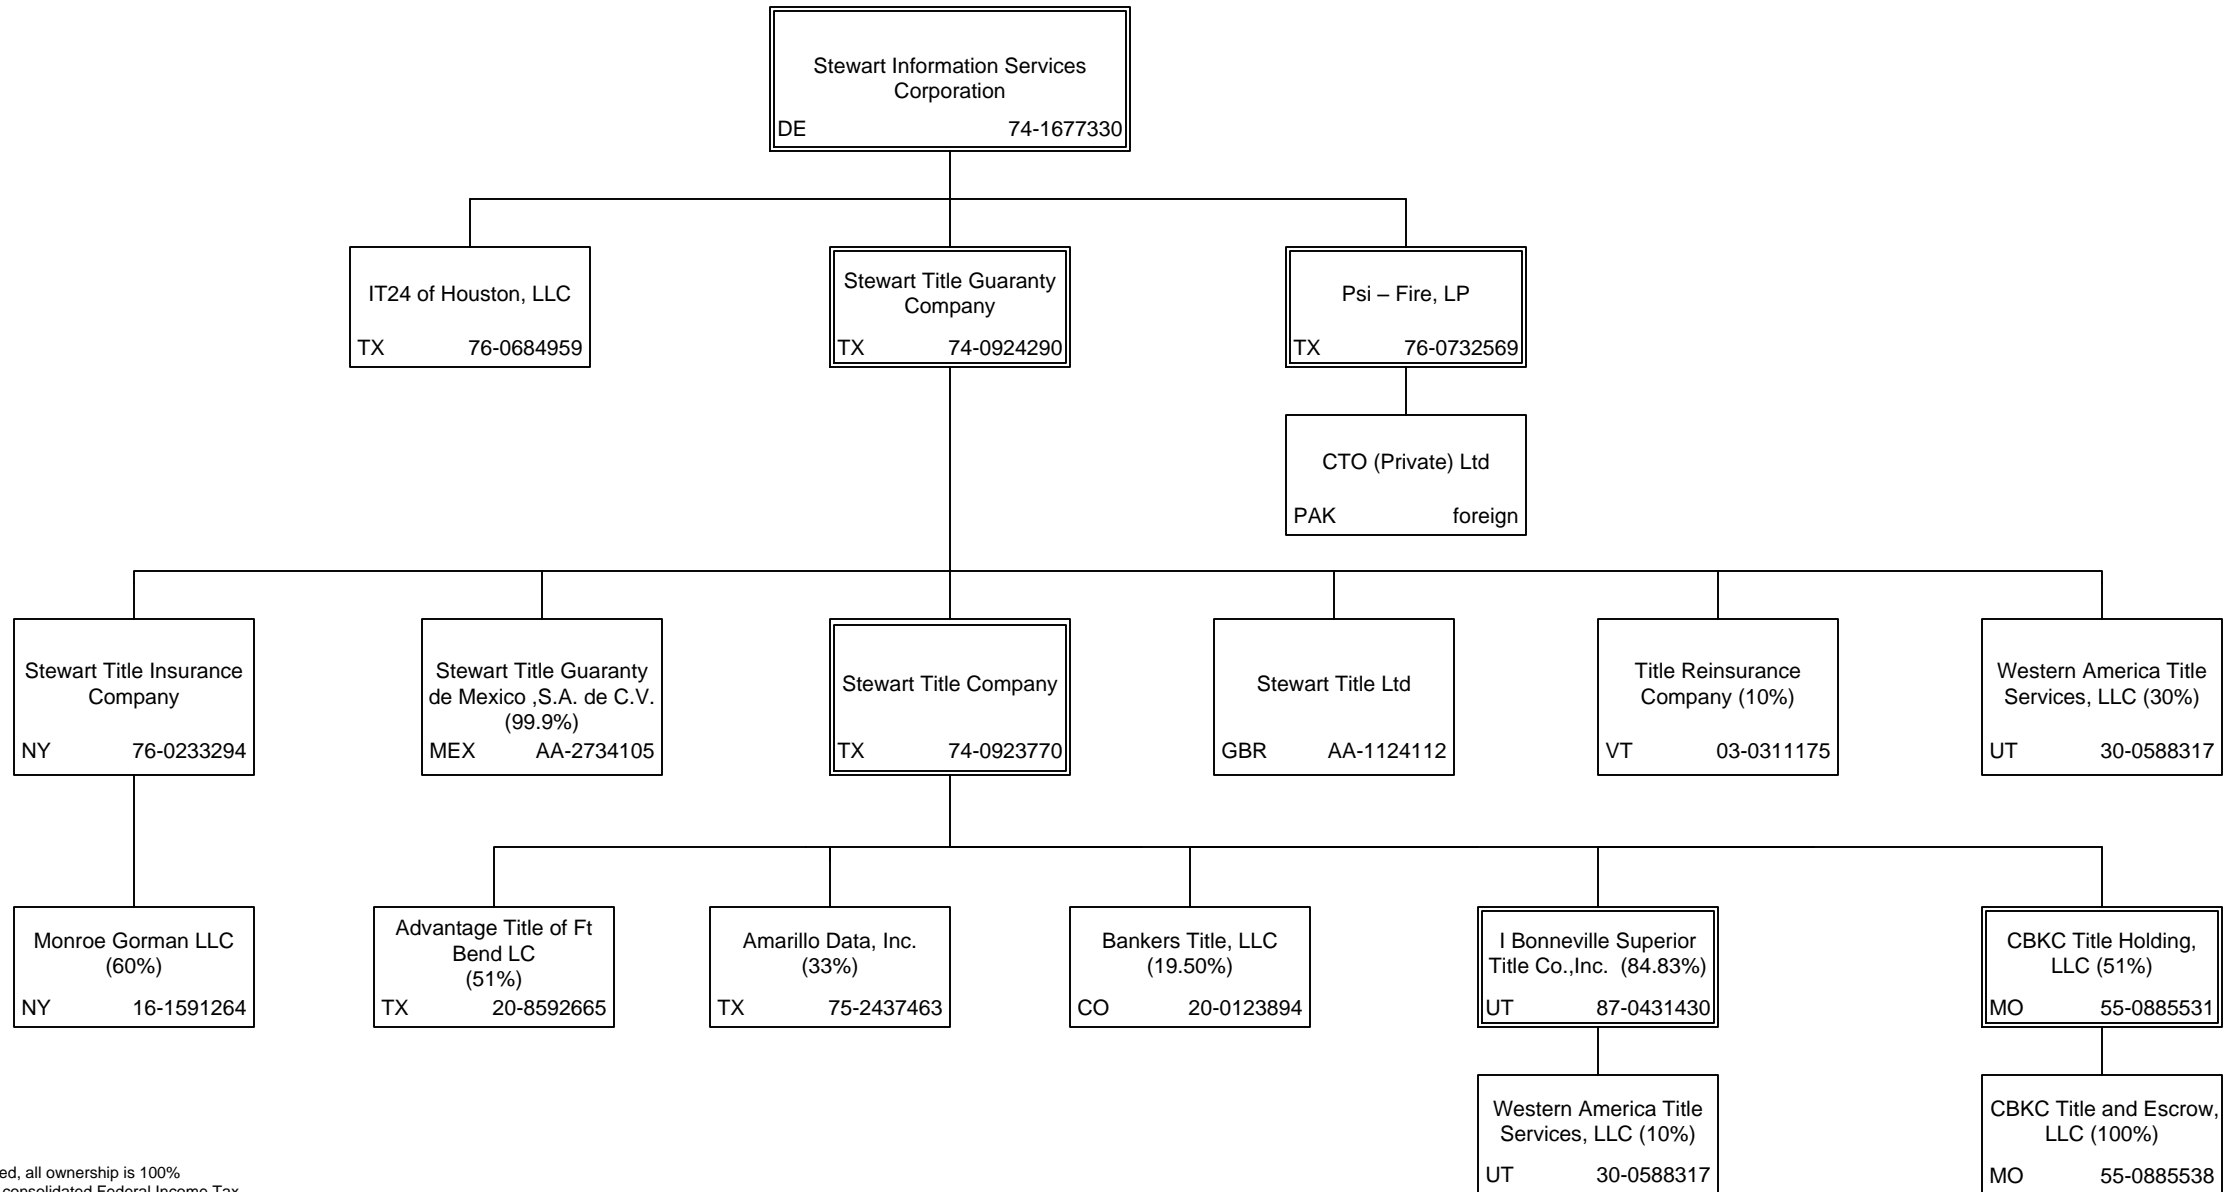 Stewart Information Services
Corporation
DE 74-1677330
IT24 of Houston, LLC
TX 76-0684959
Stewart Title Guaranty
Company
TX 74-0924290
Psi – Fire, LP
TX 76-0732569
CTO (Private) Ltd
PAK foreign
Stewart Title Insurance
Company
NY 76-0233294
Stewart Title Guaranty
de Mexico ,S.A. de C.V.
(99.9%)
MEX AA-2734105
Stewart Title Company
TX 74-0923770
Stewart Title Ltd
GBR AA-1124112
Title Reinsurance
Company (10%)
VT 03-0311175
Western America Title
Services, LLC (30%)
UT 30-0588317
Monroe Gorman LLC
(60%)
NY 16-1591264
Advantage Title of Ft
Bend LC
(51%)
TX 20-8592665
Amarillo Data, Inc.
(33%)
TX 75-2437463
Bankers Title, LLC
(19.50%)
CO 20-0123894
I Bonneville Superior
Title Co.,Inc. (84.83%)
UT 87-0431430
CBKC Title Holding,
LLC (51%)
MO 55-0885531
Western America Title
Services, LLC (10%)
UT 30-0588317
CBKC Title and Escrow,
LLC (100%)
MO 55-0885538
ed, all ownership is 100%
consolidated Federal Income Tax